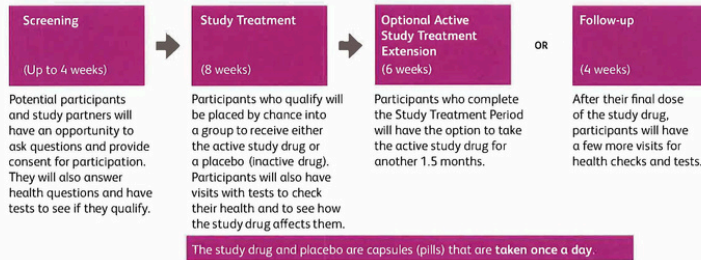 Screening
(Up to 4 weeks)
Potential participants
and study partners will
have an opportunity to
ask questions and provide
consent for participation.
They will also answer
health questions and have
tests to see if they qualify.
Study Treatment
(8 weeks)
Participants who qualify will
be placed by chance into
a group to receive either
the active study drug or
a placebo (inactive drug).
Participants will also have
visits with tests to check
their health and to see how
the study drug affects them.
Optional Active
Study Treatment
Extension
(6 weeks)
Participants who complete
the Study Treatment Period
will have the option to take
the active study drug for
another 1.5 months.
OR
Follow-up
(4 weeks)
After their final dose
of the study drug,
participants will have
a few more visits for
health checks and tests.
The study drug and placebo are capsules (pills) that are taken once a day.